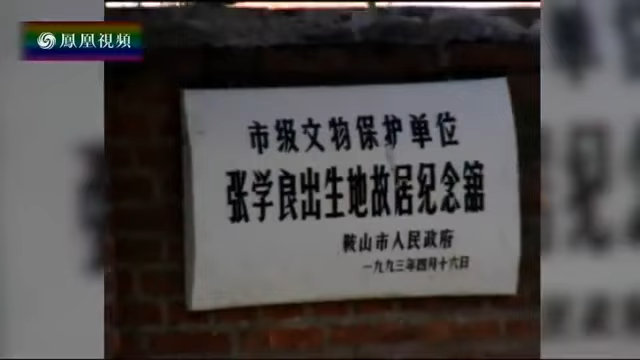 鳳凰視頻
市级文物保护单位
张学良出生地故居纪念舘
鞍山市人民政府
一九九三年四月十六日